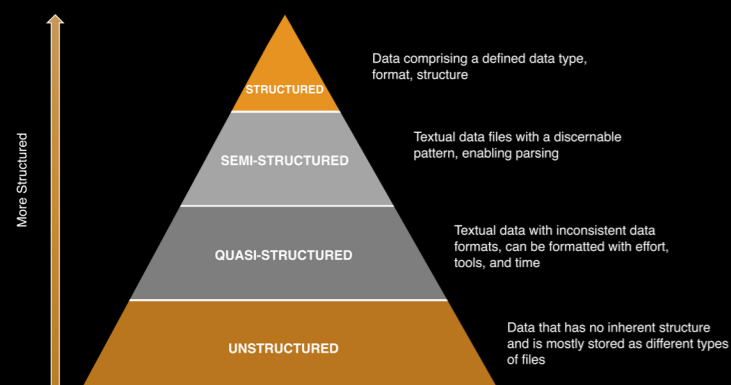 More Structured
STRUCTURED
Data comprising a defined data type,
format, structure
SEMI-STRUCTURED
Textual data files with a discernable
pattern, enabling parsing
QUASI-STRUCTURED
Textual data with inconsistent data
formats, can be formatted with effort,
tools, and time
UNSTRUCTURED
Data that has no inherent structure
and is mostly stored as different types
of files